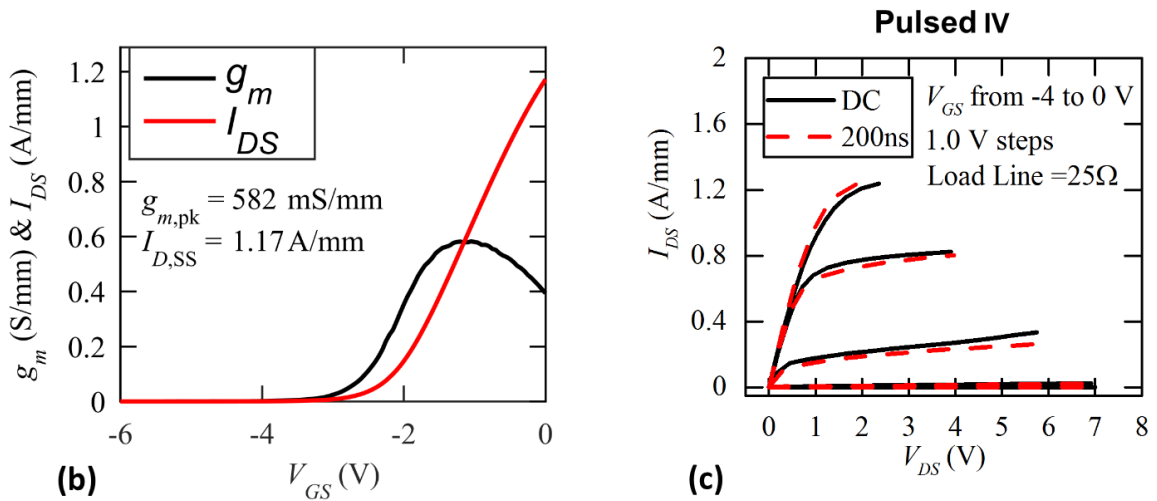 g_m (S/mm) & I_DS (A/mm)
1.2
1
0.8
0.6
0.4
0.2
0
-6
-4
-2
0
V_GS (V)
g_m
I_DS
g_m,pk = 582 mS/mm
I_D,SS = 1.17 A/mm
(b)
Pulsed IV
I_DS (A/mm)
2
1.6
1.2
0.8
0.4
0
0 1 2 3 4 5 6 7 8
V_DS (V)
DC
200ns
V_GS from -4 to 0 V
1.0 V steps
Load Line =25Ω
(c)